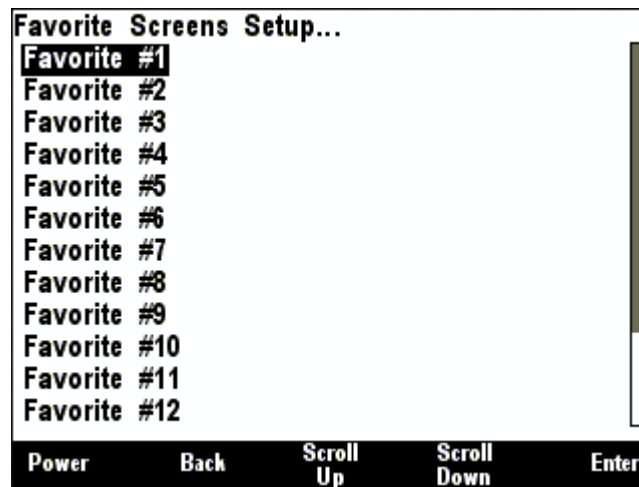 Favorite Screens Setup...
Favorite #1
Favorite #2
Favorite #3
Favorite #4
Favorite #5
Favorite #6
Favorite #7
Favorite #8
Favorite #9
Favorite #10
Favorite #11
Favorite #12
Power Back Scroll Up Scroll Down Enter